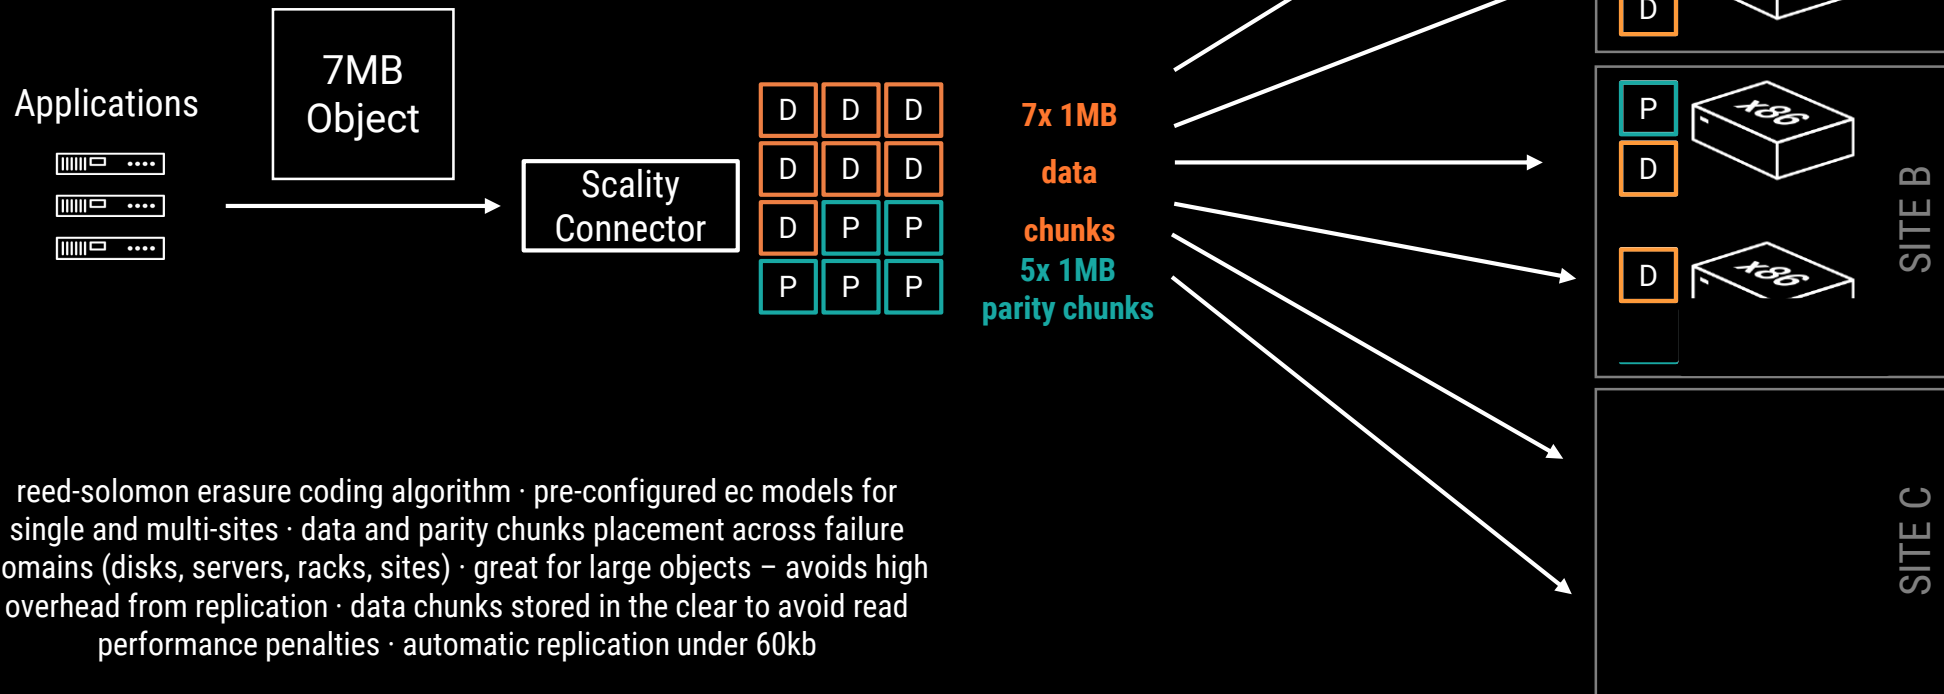 Applications
7MB
Object
Scality
Connector
D D D
D D D
D P P
P P P
7x 1MB
data
chunks
5x 1MB
parity chunks
D
P
x86
D
SITE B
D
x86
SITE C
reed-solomon erasure coding algorithm · pre-configured ec models for
single and multi-sites · data and parity chunks placement across failure
omains (disks, servers, racks, sites) · great for large objects – avoids high
overhead from replication · data chunks stored in the clear to avoid read
performance penalties · automatic replication under 60kb